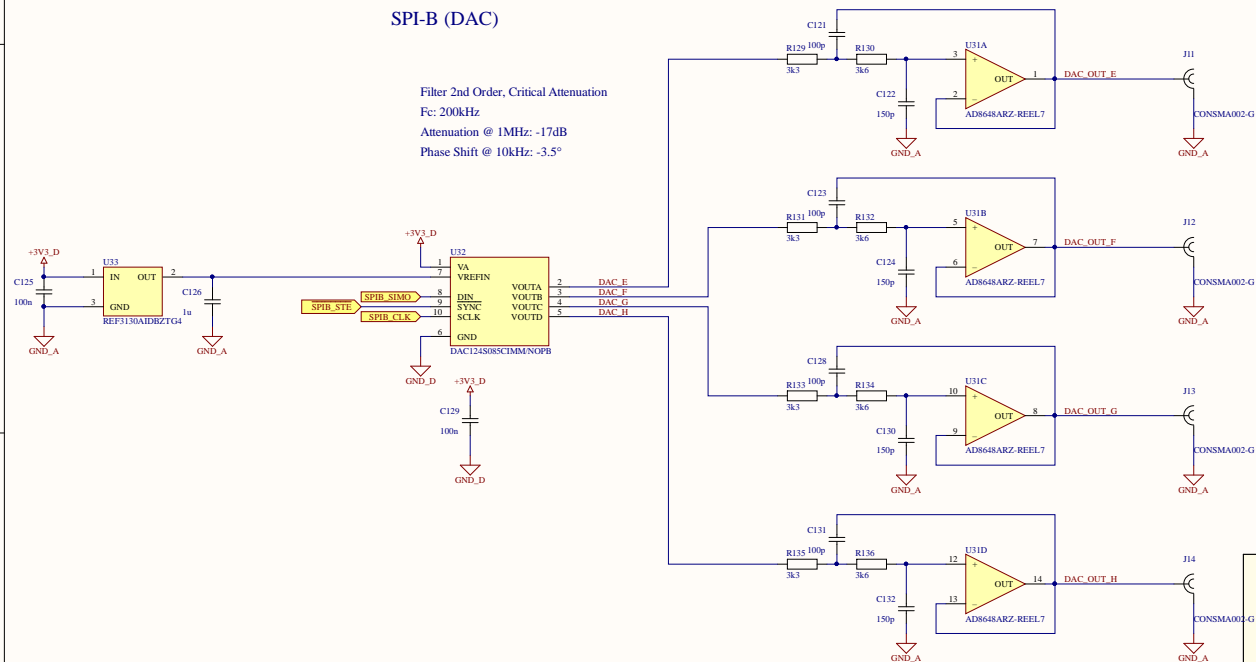 SPI-B (DAC)
Filter 2nd Order, Critical Attenuation
Fc: 200kHz
Attenuation @ 1MHz: -17dB
Phase Shift @ 10kHz: -3.5°
C121
100p
R129
3k3
R130
3k6
C122
150p
GND_A
U31A
3
+
2
−
OUT
1
AD8648ARZ-REEL7
DAC_OUT_E
J11
CONSMA002-G
GND_A
C123
100p
R131
3k3
R132
3k6
C124
150p
GND_A
U31B
5
+
6
−
OUT
7
AD8648ARZ-REEL7
DAC_OUT_F
J12
CONSMA002-G
GND_A
+3V3_D
C125
100n
GND_A
U33
1
IN
OUT
2
3
GND
REF3130AIDBZTG4
C126
1u
GND_A
+3V3_D
U32
1
VA
7
VREFIN
SPIB_SIMO
8
DIN
SPIB_STE
9
SYNC
SPIB_CLK
10
SCLK
6
GND
VOUTA
2
DAC_E
VOUTB
3
DAC_F
VOUTC
4
DAC_G
VOUTD
5
DAC_H
DAC124S085CIMM/NOPB
GND_D
+3V3_D
C129
100n
GND_D
C128
100p
R133
3k3
R134
3k6
C130
150p
GND_A
U31C
10
+
9
−
OUT
8
AD8648ARZ-REEL7
DAC_OUT_G
J13
CONSMA002-G
GND_A
C131
100p
R135
3k3
R136
3k6
C132
150p
GND_A
U31D
12
+
13
−
OUT
14
AD8648ARZ-REEL7
DAC_OUT_H
J14
CONSMA002-G
GND_A